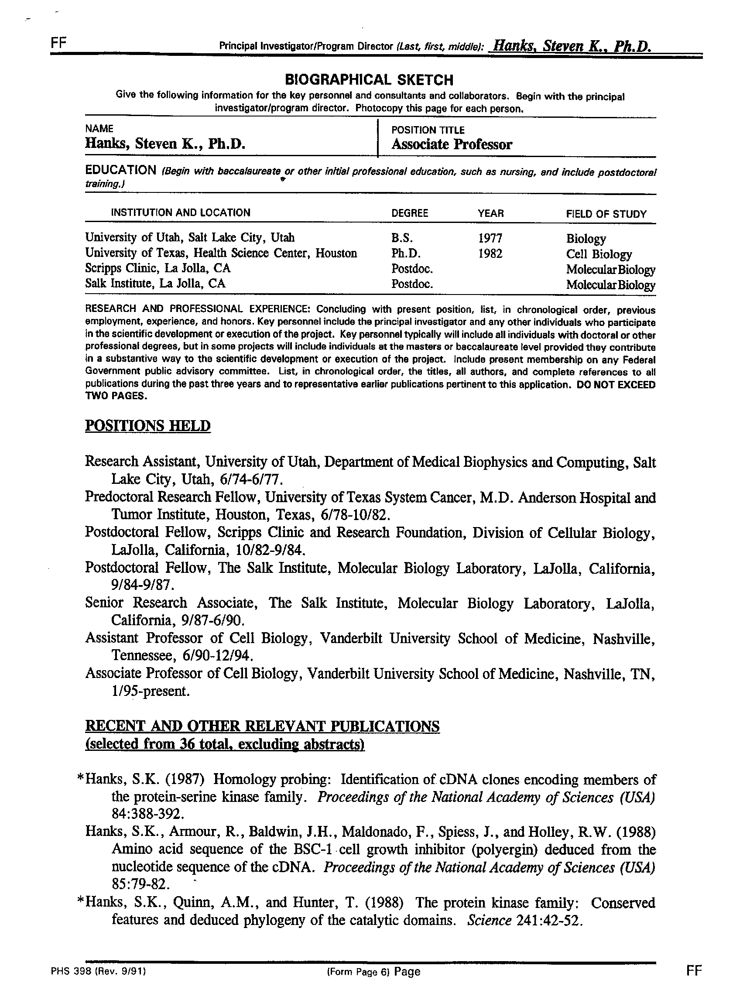 FF
Principal Investigator/Program Director (Last, first, middle): Hanks, Steven K., Ph.D.
BIOGRAPHICAL SKETCH
Give the following information for the key personnel and consultants and collaborators. Begin with the principal
investigator/program director. Photocopy this page for each person.
NAME
Hanks, Steven K., Ph.D.
POSITION TITLE
Associate Professor
EDUCATION (Begin with baccalaureate or other initial professional education, such as nursing, and include postdoctoral
training.)
INSTITUTION AND LOCATION DEGREE YEAR FIELD OF STUDY
University of Utah, Salt Lake City, Utah B.S. 1977 Biology
University of Texas, Health Science Center, Houston Ph.D. 1982 Cell Biology
Scripps Clinic, La Jolla, CA Postdoc. Molecular Biology
Salk Institute, La Jolla, CA Postdoc. Molecular Biology
RESEARCH AND PROFESSIONAL EXPERIENCE: Concluding with present position, list, in chronological order, previous
employment, experience, and honors. Key personnel include the principal investigator and any other individuals who participate
in the scientific development or execution of the project. Key personnel typically will include all individuals with doctoral or other
professional degrees, but in some projects will include individuals at the masters or baccalaureate level provided they contribute
in a substantive way to the scientific development or execution of the project. Include present membership on any Federal
Government public advisory committee. List, in chronological order, the titles, all authors, and complete references to all
publications during the past three years and to representative earlier publications pertinent to this application. DO NOT EXCEED
TWO PAGES.
POSITIONS HELD
Research Assistant, University of Utah, Department of Medical Biophysics and Computing, Salt
Lake City, Utah, 6/74-6/77.
Predoctoral Research Fellow, University of Texas System Cancer, M.D. Anderson Hospital and
Tumor Institute, Houston, Texas, 6/78-10/82.
Postdoctoral Fellow, Scripps Clinic and Research Foundation, Division of Cellular Biology,
LaJolla, California, 10/82-9/84.
Postdoctoral Fellow, The Salk Institute, Molecular Biology Laboratory, LaJolla, California,
9/84-9/87.
Senior Research Associate, The Salk Institute, Molecular Biology Laboratory, LaJolla,
California, 9/87-6/90.
Assistant Professor of Cell Biology, Vanderbilt University School of Medicine, Nashville,
Tennessee, 6/90-12/94.
Associate Professor of Cell Biology, Vanderbilt University School of Medicine, Nashville, TN,
1/95-present.
RECENT AND OTHER RELEVANT PUBLICATIONS
(selected from 36 total, excluding abstracts)
*Hanks, S.K. (1987) Homology probing: Identification of cDNA clones encoding members of
the protein-serine kinase family. Proceedings of the National Academy of Sciences (USA)
84:388-392.
Hanks, S.K., Armour, R., Baldwin, J.H., Maldonado, F., Spiess, J., and Holley, R.W. (1988)
Amino acid sequence of the BSC-1 cell growth inhibitor (polyergin) deduced from the
nucleotide sequence of the cDNA. Proceedings of the National Academy of Sciences (USA)
85:79-82.
*Hanks, S.K., Quinn, A.M., and Hunter, T. (1988) The protein kinase family: Conserved
features and deduced phylogeny of the catalytic domains. Science 241:42-52.
PHS 398 (Rev. 9/91) (Form Page 6) Page FF